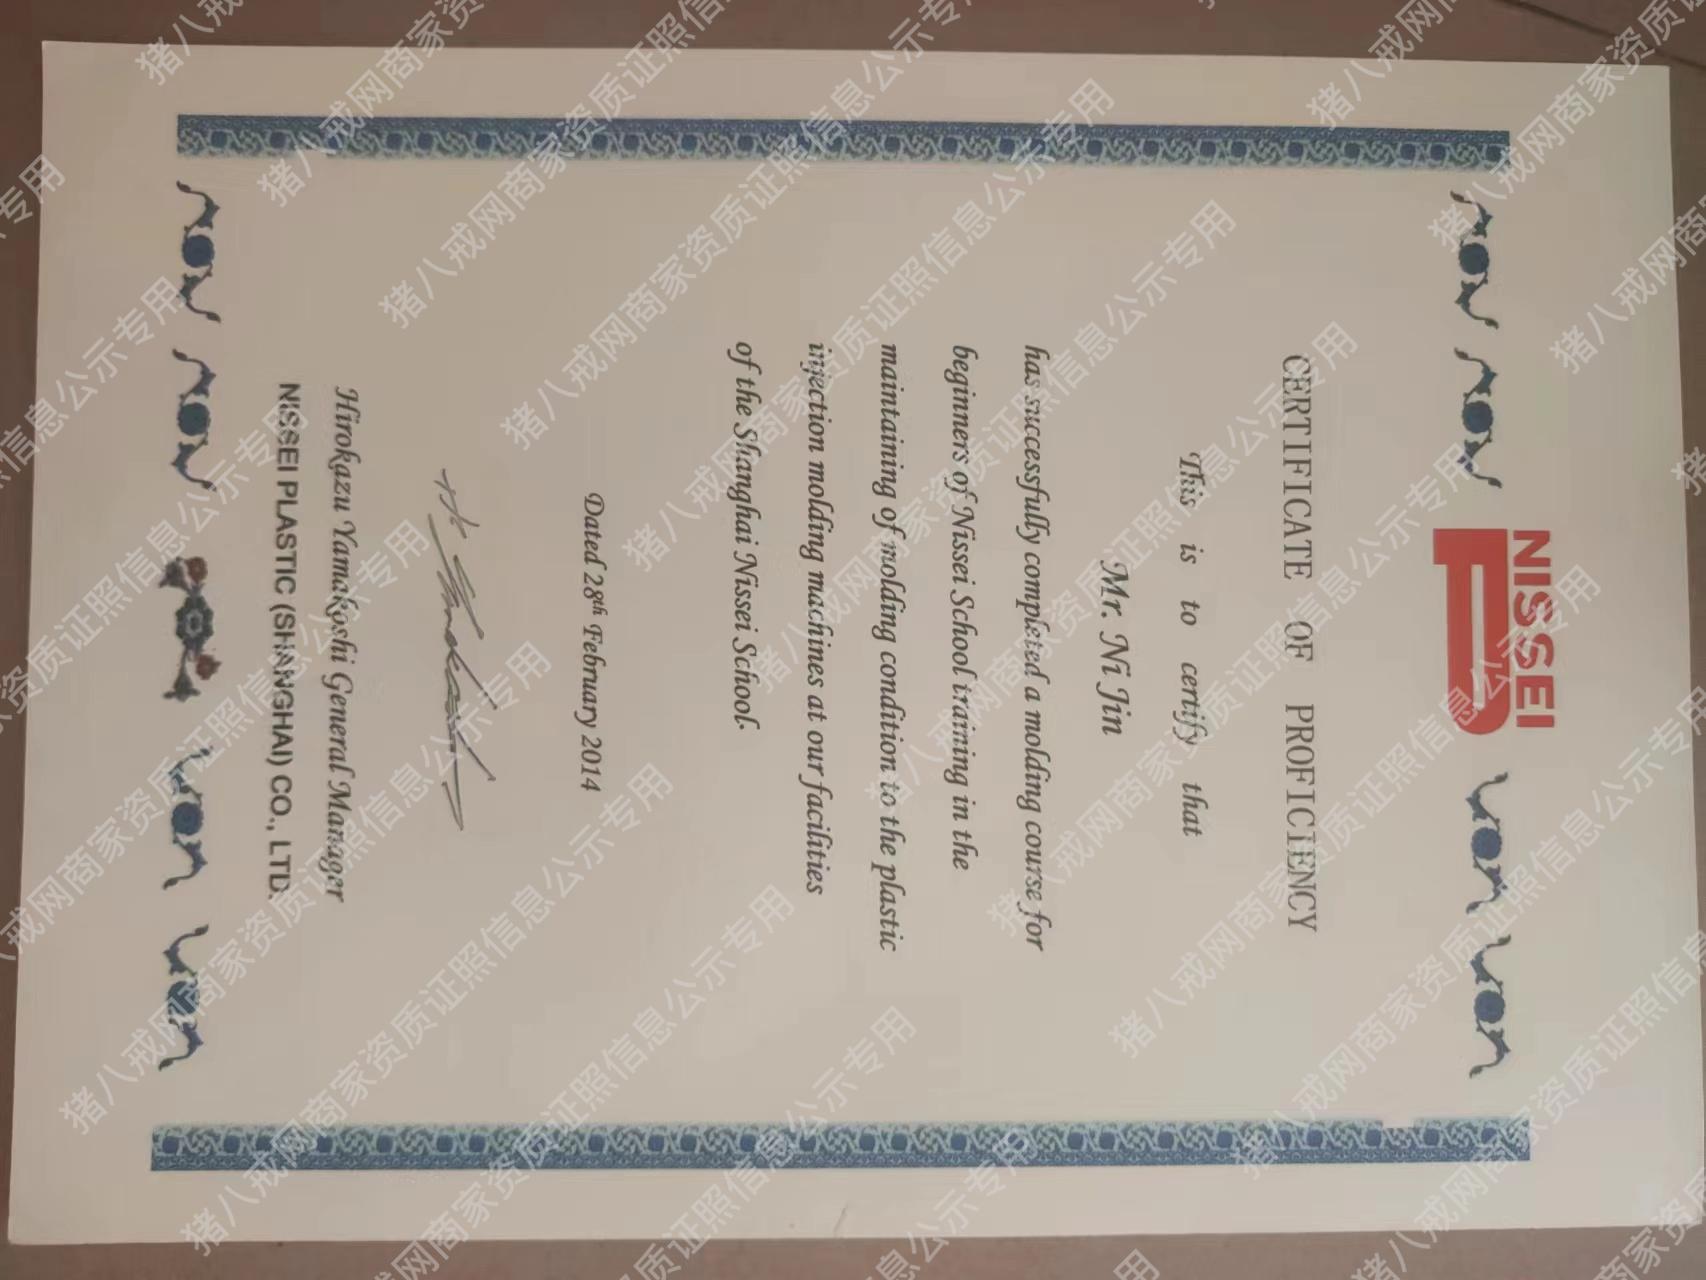 NISSEI
CERTIFICATE OF PROFICIENCY
This is to certify that
Mr. Ni Jin
has successfully completed a molding course for
beginners of Nissei School training in the
maintaining of molding condition to the plastic
injection molding machines at our facilities
of the Shanghai Nissei School.
Dated 28th February 2014
Hirokazu Yamakoshi General Manager
NISSEI PLASTIC (SHANGHAI) CO., LTD.
猪八戒网商家资质证照信息公示专用